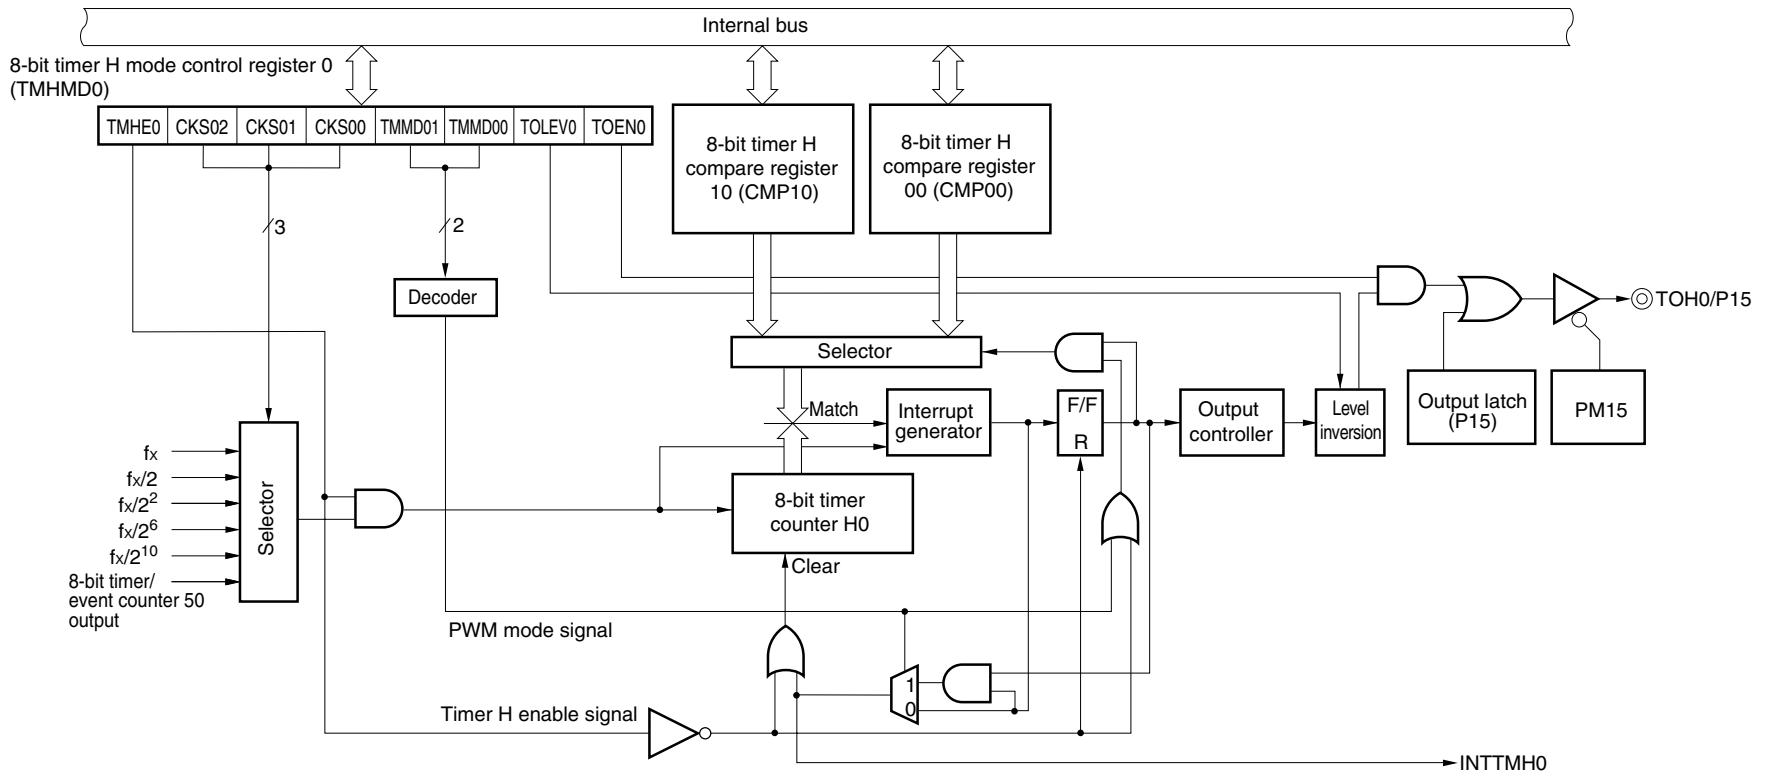 Internal bus
8-bit timer H mode control register 0
(TMHMD0)
TMHE0 CKS02 CKS01 CKS00 TMMD01 TMMD00 TOLEV0 TOEN0
8-bit timer H
compare register
10 (CMP10)
8-bit timer H
compare register
00 (CMP00)
3
2
Decoder
TOH0/P15
Selector
Match
Interrupt
generator
F/F
R
Output
controller
Level
inversion
Output latch
(P15)
PM15
fX
fX/2
fX/2²
fX/2⁶
fX/2¹⁰
8-bit timer/
event counter 50
output
Selector
8-bit timer
counter H0
Clear
PWM mode signal
1
0
Timer H enable signal
INTTMH0